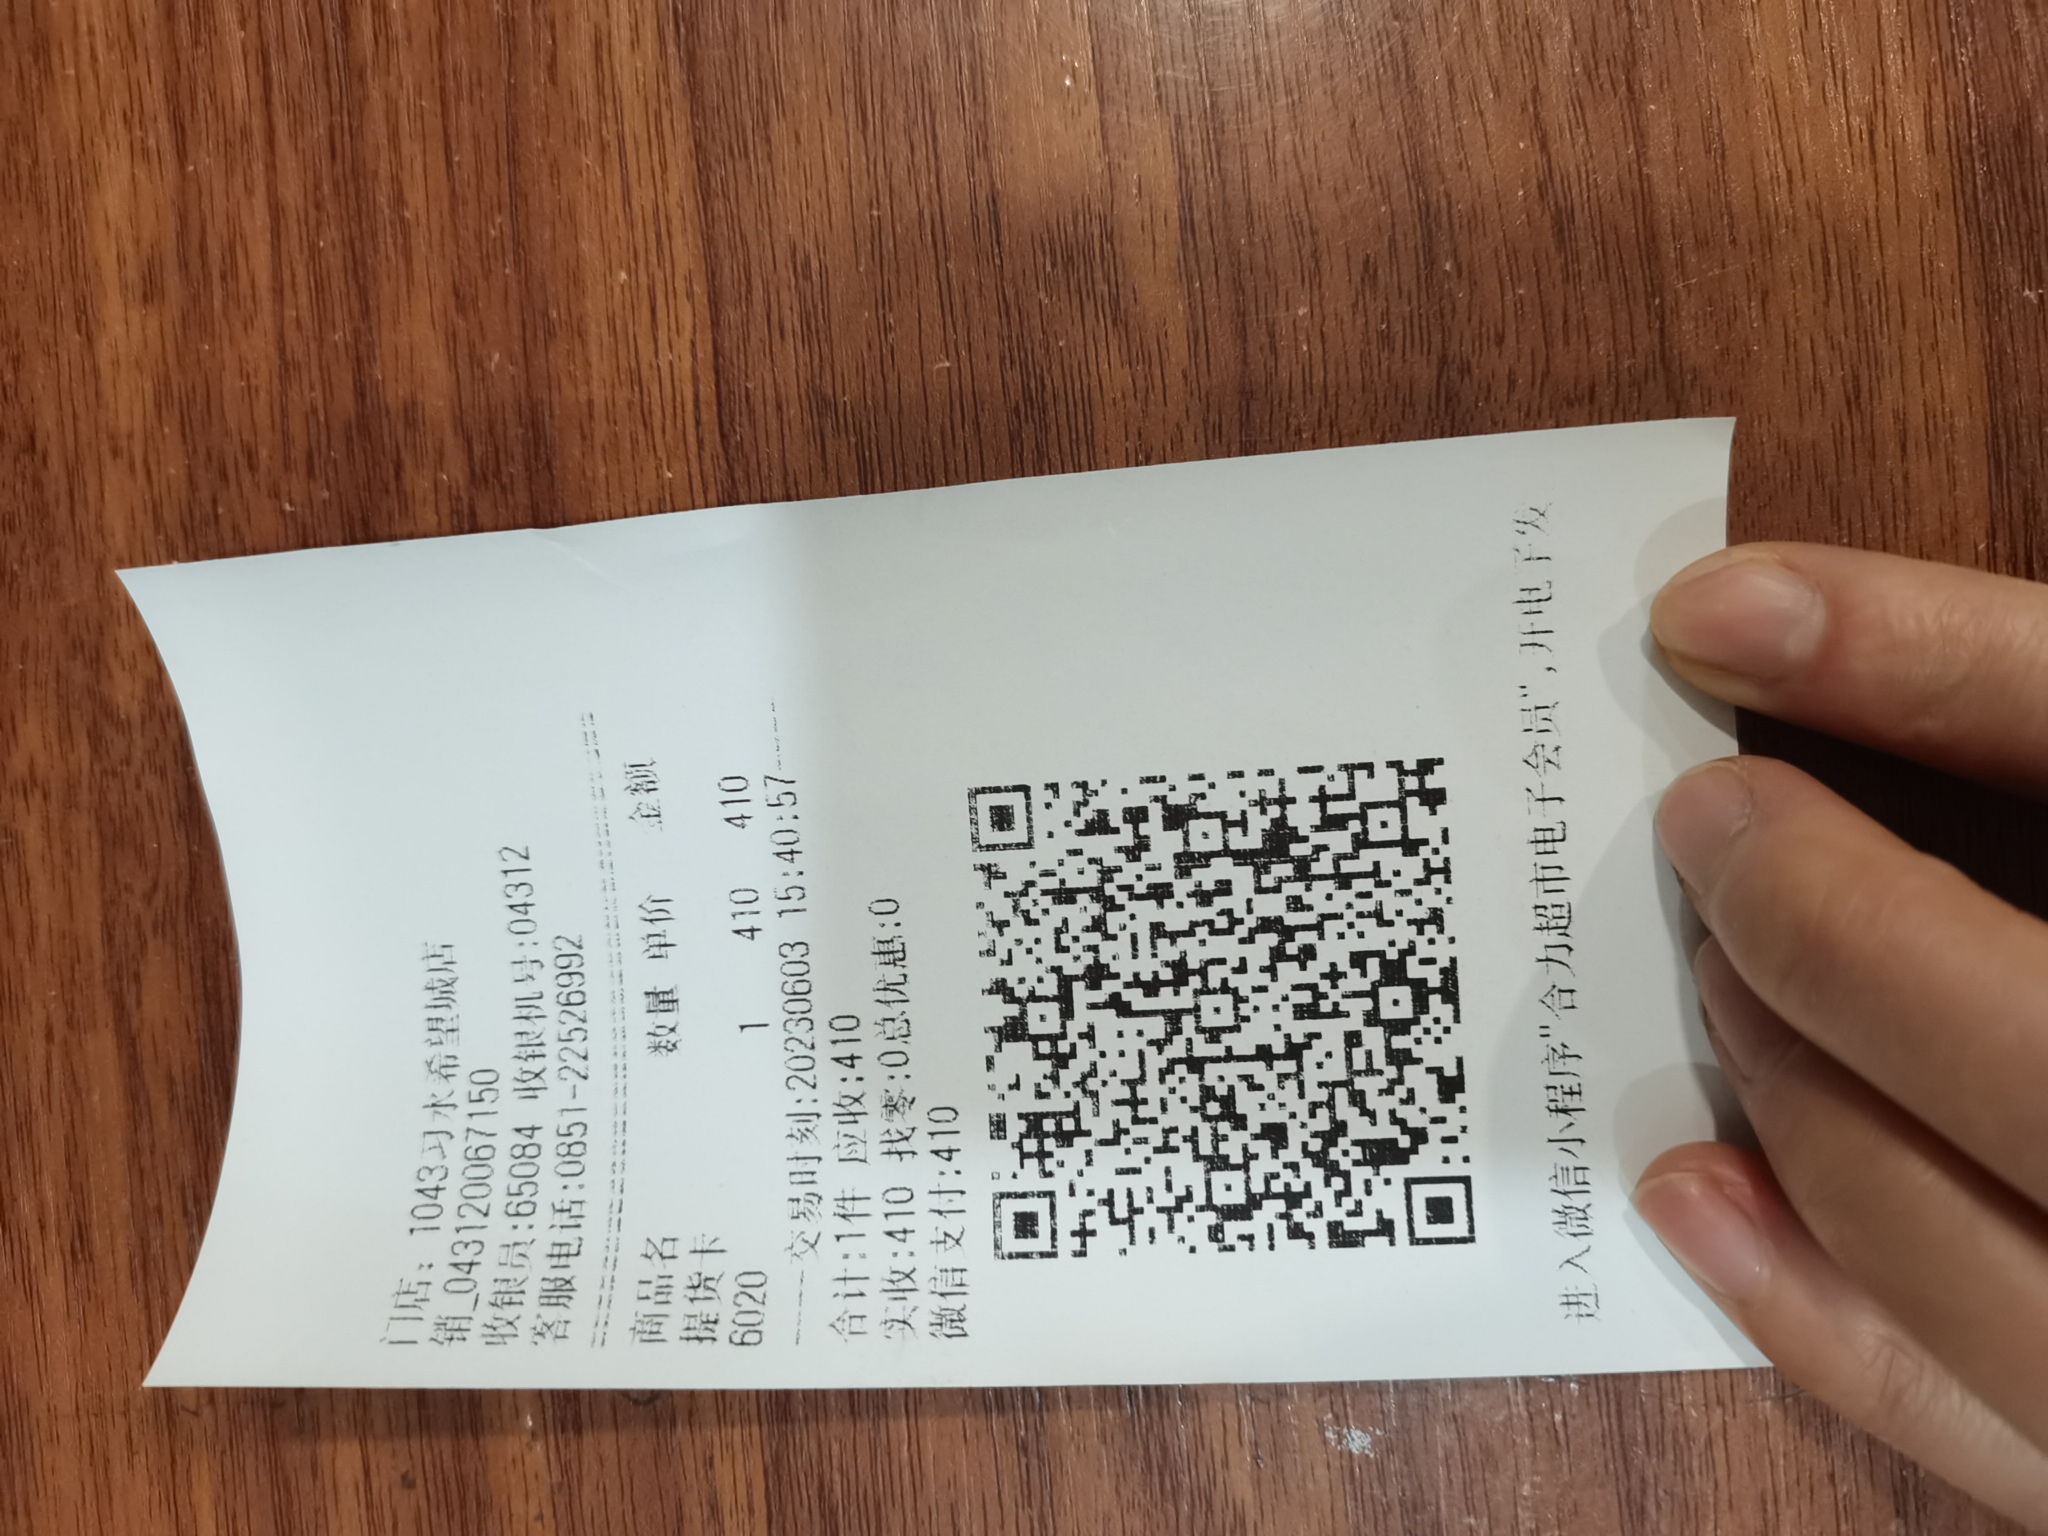 门店: 1043习水希望城店
销_043120067150
收银员:65084 收银机号:04312
客服电话:0851-22526992
商品名 数量 单价 金额
提货卡
6020 1 410 410
交易时刻:20230603 15:40:57
合计:1件 应收:410
实收:410 找零:0总优惠:0
微信支付:410
进入微信小程序"合力超市电子会员",开电子发